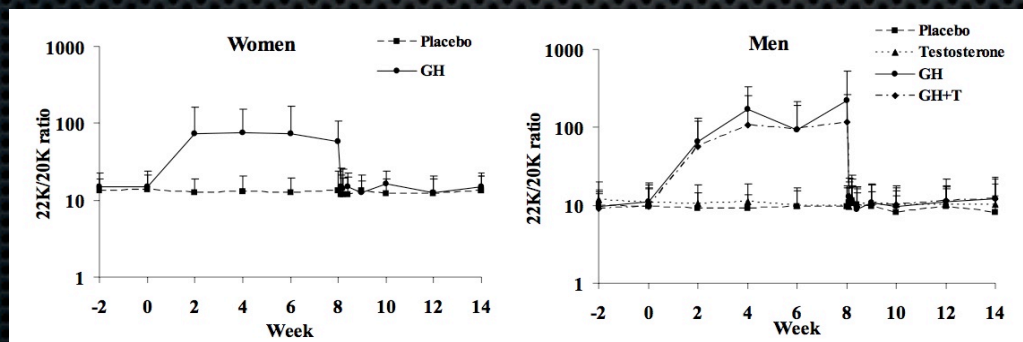 Women
Placebo
GH
22K/20K ratio
1000
100
10
1
-2 0 2 4 6 8 10 12 14
Week
Men
Placebo
Testosterone
GH
GH+T
22K/20K ratio
1000
100
10
1
-2 0 2 4 6 8 10 12 14
Week